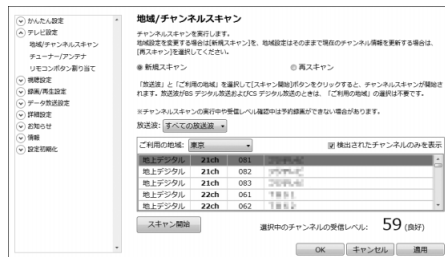 かんたん設定
テレビ設定
地域/チャンネルスキャン
チューナー/アンテナ
リモコンボタン割り当て
視聴設定
録画/再生設定
データ放送設定
詳細設定
お知らせ
情報
設定初期化
地域/チャンネルスキャン
チャンネルスキャンを実行します。
地域設定を変更する場合は[新規スキャン]を、地域設定はそのままで現在のチャンネル情報を更新する場合は、
[再スキャン]を選択してください。
新規スキャン 再スキャン
「放送波」と「ご利用の地域」を選択して[スキャン開始]ボタンをクリックすると、チャンネルスキャンが開始さ
れます。放送波がBS デジタル放送およびCS デジタル放送のときは、「ご利用の地域」の選択は不要です。
※チャンネルスキャンの実行中や受信レベル確認中は予約録画ができない場合があります。
放送波: すべての放送波
ご利用の地域: 東京 検出されたチャンネルのみを表示
地上デジタル 21ch 081
地上デジタル 21ch 082
地上デジタル 21ch 083
地上デジタル 22ch 061
地上デジタル 22ch 062
スキャン開始 選択中のチャンネルの受信レベル: 59 (良好)
OK キャンセル 適用